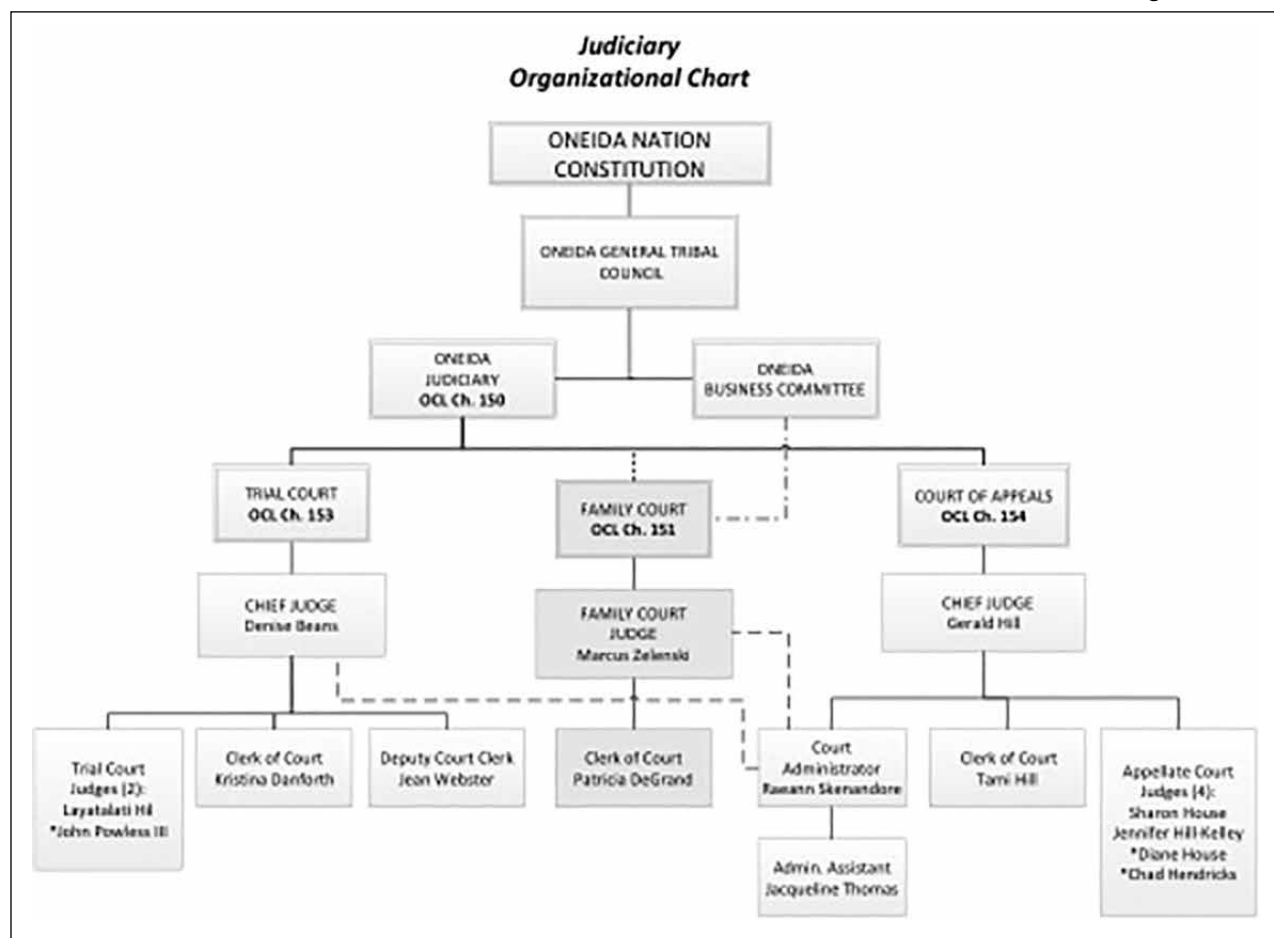 Judiciary
Organizational Chart
ONEIDA NATION
CONSTITUTION
ONEIDA GENERAL TRIBAL
COUNCIL
ONEIDA
JUDICIARY
OCL Ch. 150
ONEIDA
BUSINESS COMMITTEE
TRIAL COURT
OCL Ch. 153
FAMILY COURT
OCL Ch. 151
COURT OF APPEALS
OCL Ch. 154
CHIEF JUDGE
Denise Beans
FAMILY COURT
JUDGE
Marcus Zelenski
CHIEF JUDGE
Gerald Hill
Trial Court
Judges (2):
Layatalati Hil
*John Powless III
Clerk of Court
Kristina Danforth
Deputy Court Clerk
Jean Webster
Clerk of Court
Patricia DeGrand
Court
Administrator
Raeann Skenandore
Clerk of Court
Tami Hill
Appellate Court
Judges (4):
Sharon House
Jennifer Hill-Kelley
*Diane House
*Chad Hendricks
Admin. Assistant
Jacqueline Thomas